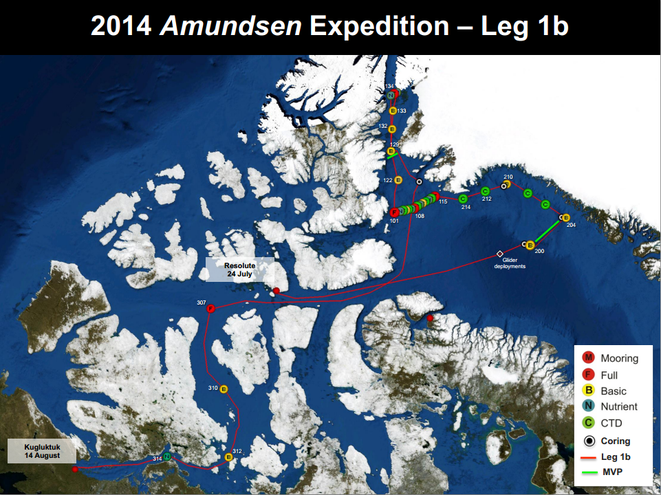 2014 Amundsen Expedition – Leg 1b
134
N
133
B
132
B
129
B
122
B
101
108
115
214
C
212
C
210
B
C
C
204
B
200
B
Glider
deployments
Resolute
24 July
307
F
310
B
312
B
314
N
Kugluktuk
14 August
M Mooring
F Full
B Basic
N Nutrient
C CTD
Coring
Leg 1b
MVP